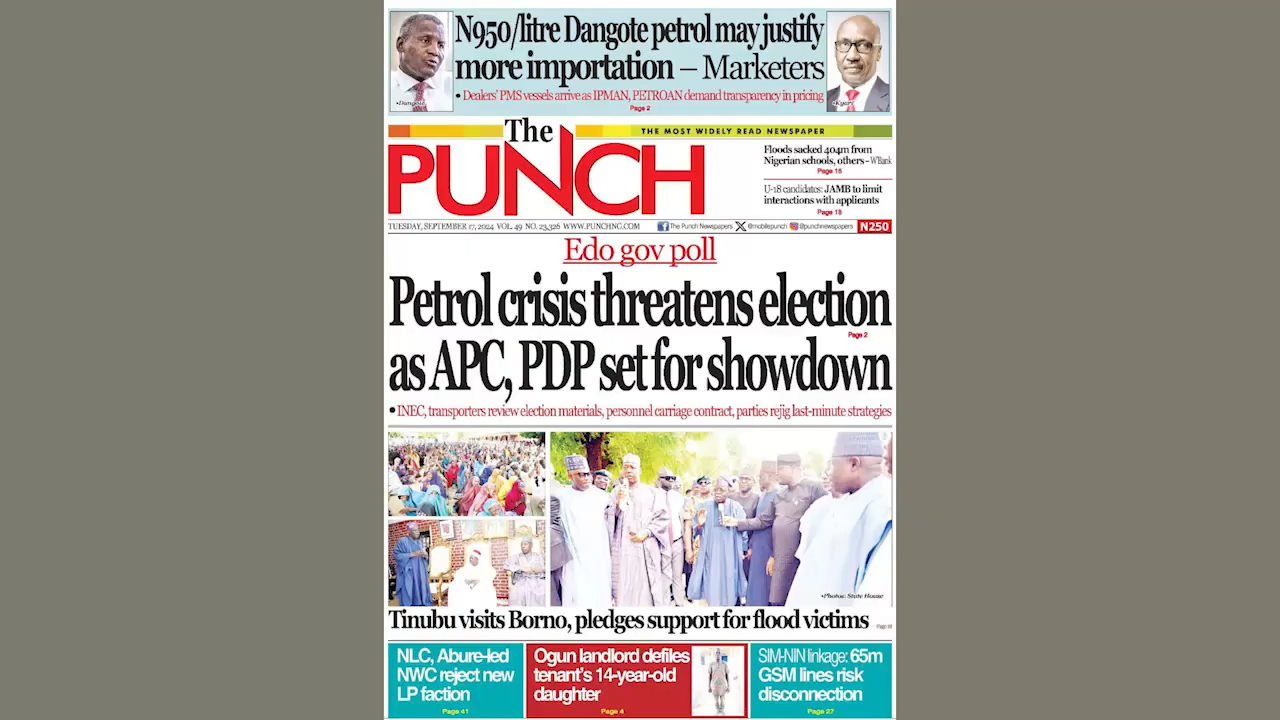 N950/litre Dangote petrol may justify
more importation – Marketers
• Dealers' PMS vessels arrive as IPMAN, PETROAN demand transparency in pricing
Page 2
•Dangote
•Kyari
THE MOST WIDELY READ NEWSPAPER
The
PUNCH
Floods sacked 404m from
Nigerian schools, others – W'Bank
Page 16
U-18 candidates: JAMB to limit
interactions with applicants
Page 18
TUESDAY, SEPTEMBER 17, 2024 VOL. 49 NO. 23,326 WWW.PUNCHNG.COM
The Punch Newspapers @mobilepunch @punchnewspapers N250
Edo gov poll
Petrol crisis threatens election
Page 2
as APC, PDP set for showdown
• INEC, transporters review election materials, personnel carriage contract, parties rejig last-minute strategies
•Photos: State House
Tinubu visits Borno, pledges support for flood victims
NLC, Abure-led
NWC reject new
LP faction
Page 41
Ogun landlord defiles
tenant's 14-year-old
daughter
Page 4
SIM-NIN linkage: 65m
GSM lines risk
disconnection
Page 27